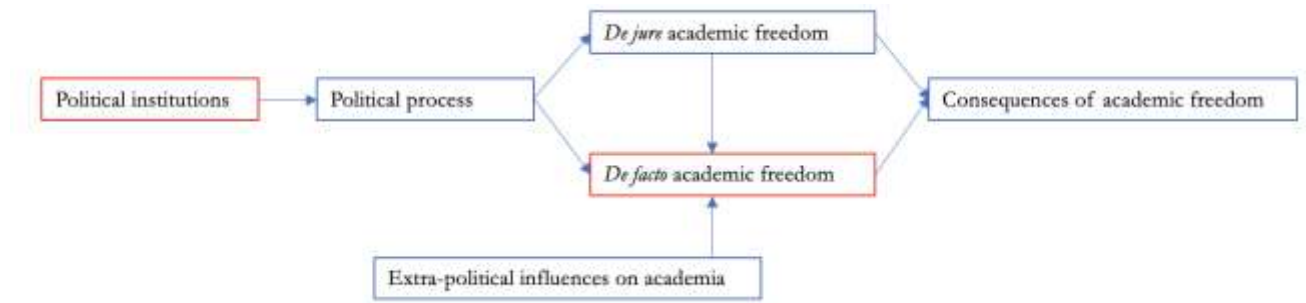 De jure academic freedom
Political institutions
Political process
Consequences of academic freedom
De facto academic freedom
Extra-political influences on academia